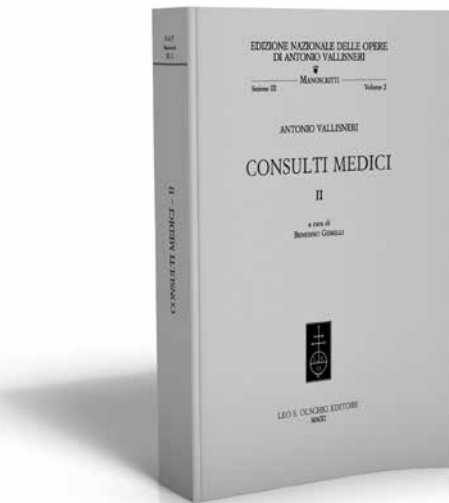 CONSULTI MEDICI – II
EDIZIONE NAZIONALE DELLE OPERE
DI ANTONIO VALLISNERI
MANOSCRITTI
Sezione III Volume 2
ANTONIO VALLISNERI
CONSULTI MEDICI
II
a cura di
BENEDINO GEMELLI
LEO S. OLSCHKI EDITORE
MMXI